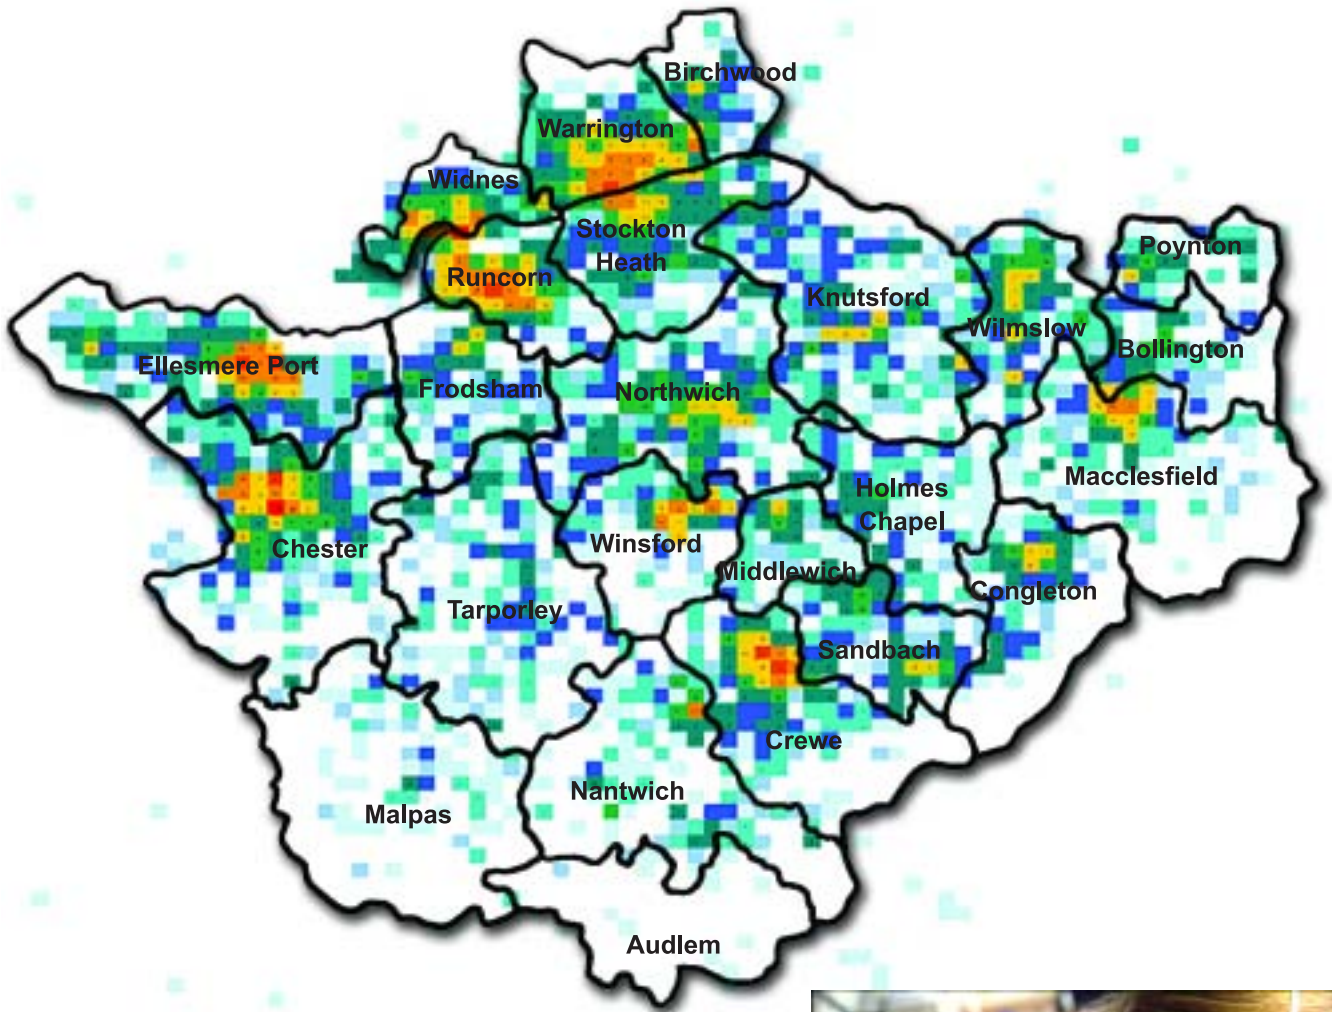 Birchwood
Warrington
Widnes
Stockton
Heath
Poynton
Runcorn
Knutsford
Wilmslow
Bollington
Ellesmere Port
Frodsham
Northwich
Macclesfield
Holmes
Chapel
Winsford
Chester
Middlewich
Congleton
Tarporley
Sandbach
Crewe
Nantwich
Malpas
Audlem